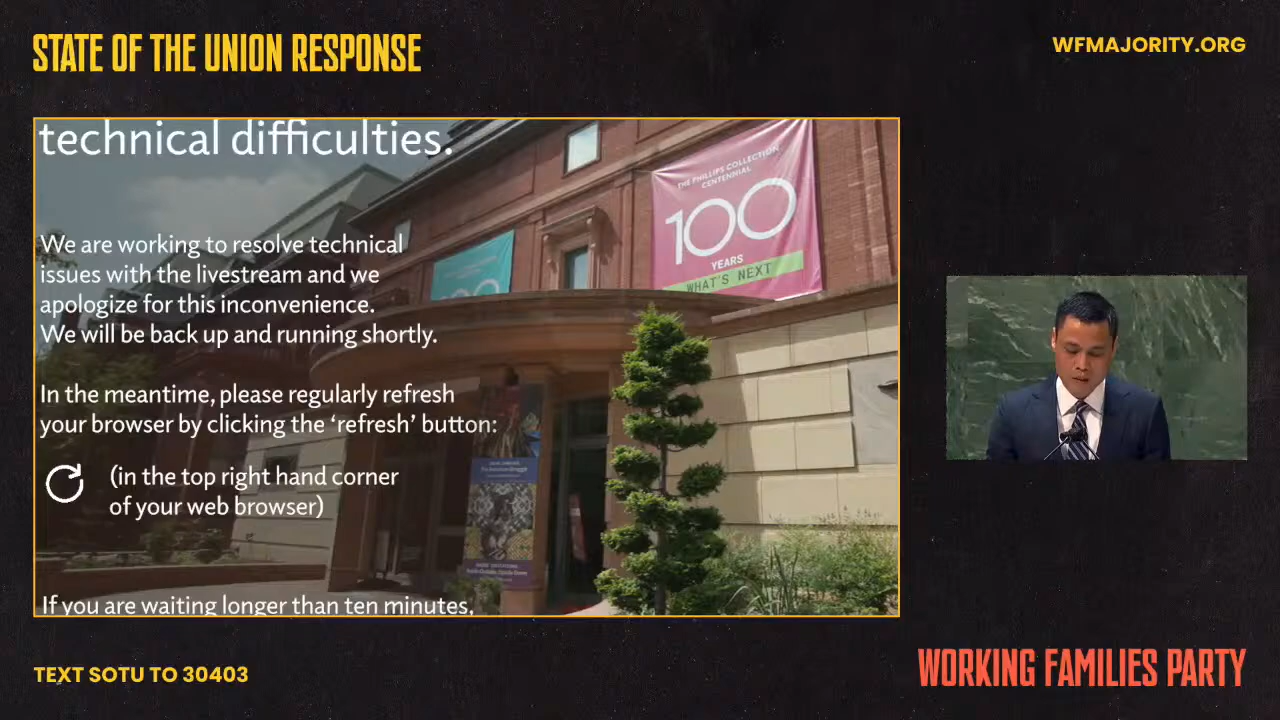 STATE OF THE UNION RESPONSE
WFMAJORITY.ORG
technical difficulties.
We are working to resolve technical
issues with the livestream and we
apologize for this inconvenience.
We will be back up and running shortly.
In the meantime, please regularly refresh
your browser by clicking the ‘refresh’ button:
(in the top right hand corner
of your web browser)
If you are waiting longer than ten minutes,
THE PHILLIPS COLLECTION
CENTENNIAL
100
YEARS
WHAT'S NEXT
TEXT SOTU TO 30403
WORKING FAMILIES PARTY